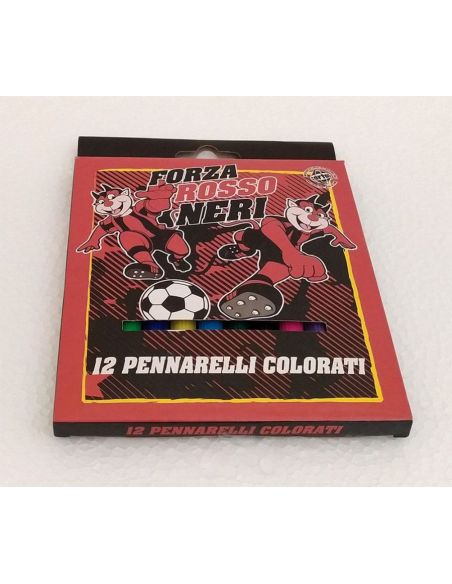 FORZA
ROSSO
NERI
12 PENNARELLI COLORATI
12 PENNARELLI COLORATI